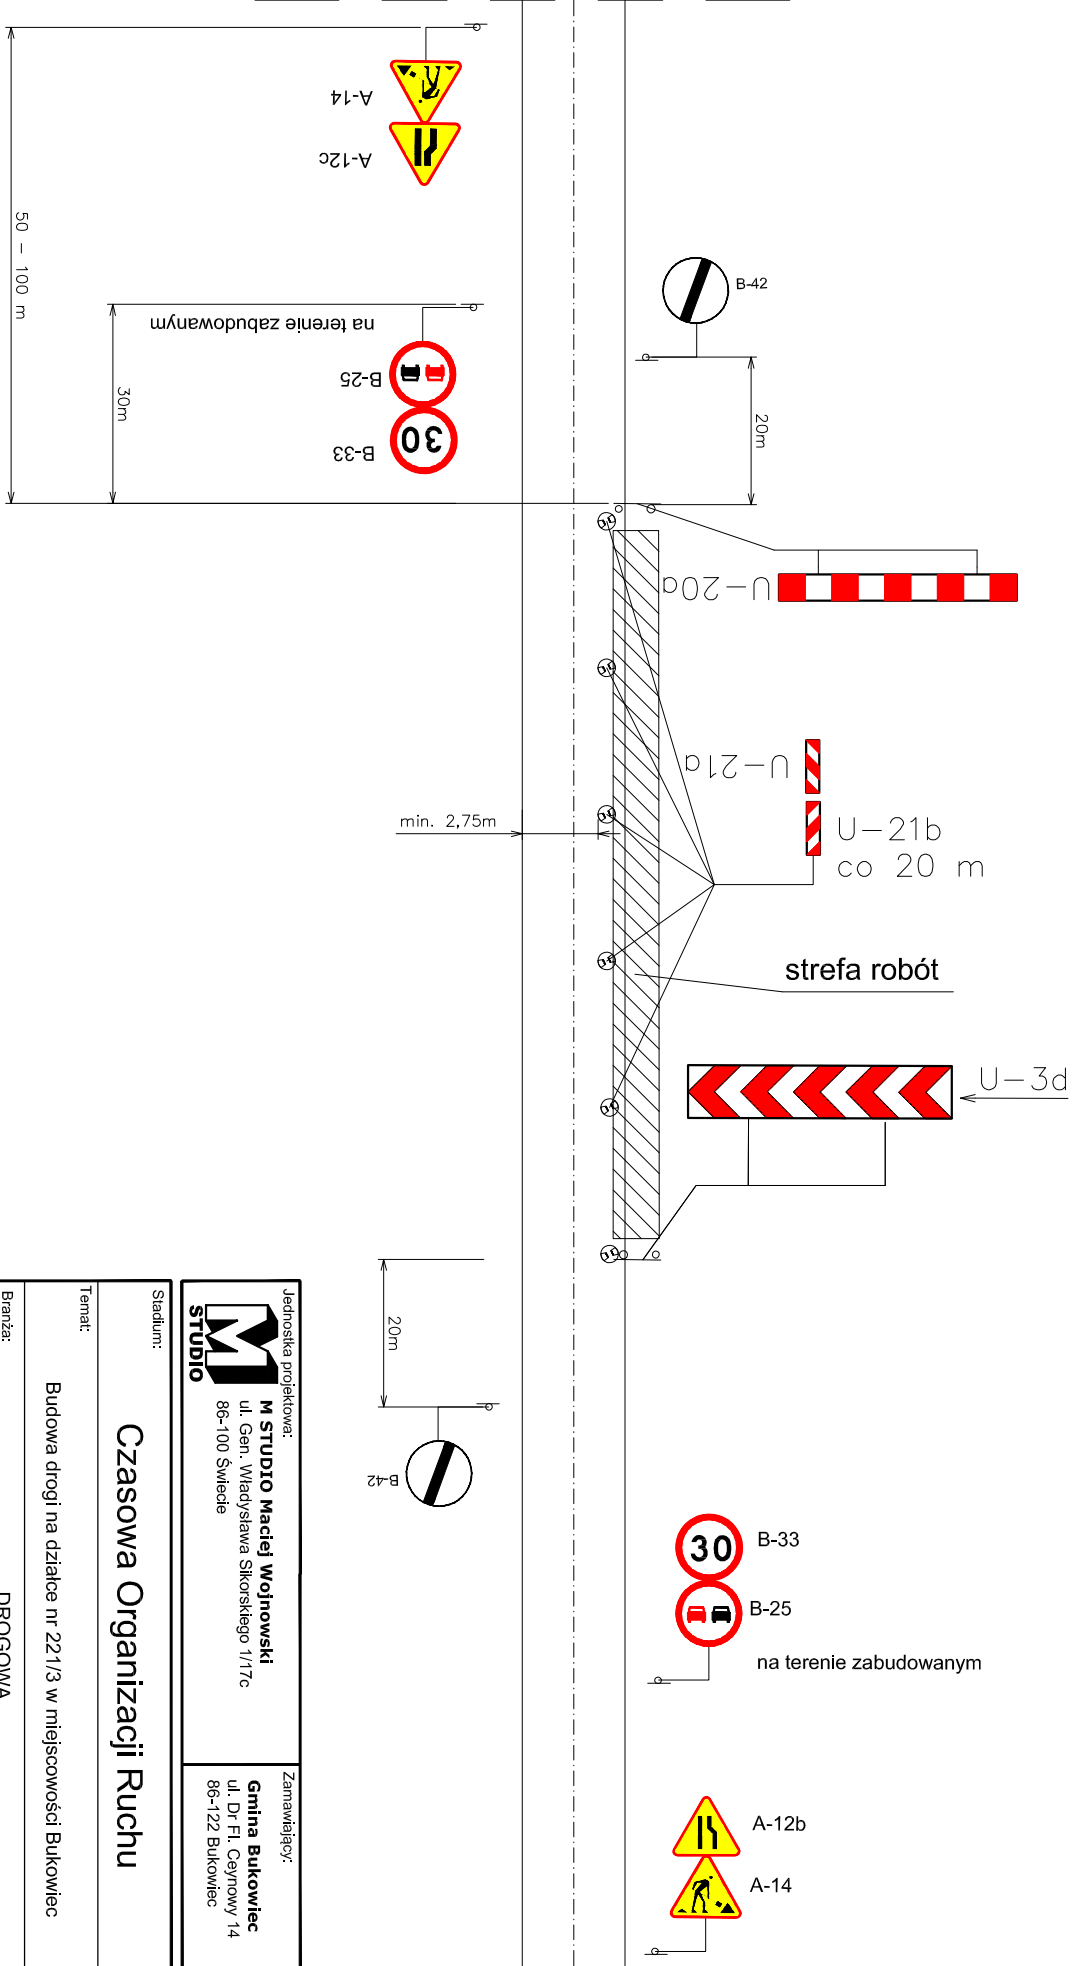 A-14
A-12c
50 - 100 m
B-42
na terenie zabudowanym
B-25
30
B-33
30m
20m
U-20a
U-21a
U-21b
co 20 m
min. 2,75m
strefa robót
U-3d
20m
B-42
30
B-33
B-25
na terenie zabudowanym
A-12b
A-14
Jednostka projektowa:
M
STUDIO
M STUDIO Maciej Wojnowski
ul. Gen. Władysława Sikorskiego 1/17c
86-100 Świecie
Zamawiający:
Gmina Bukowiec
ul. Dr Fl. Ceynowy 14
86-122 Bukowiec
Stadium:
Czasowa Organizacji Ruchu
Temat:
Budowa drogi na działce nr 221/3 w miejscowości Bukowiec
Branża:
DROGOWA